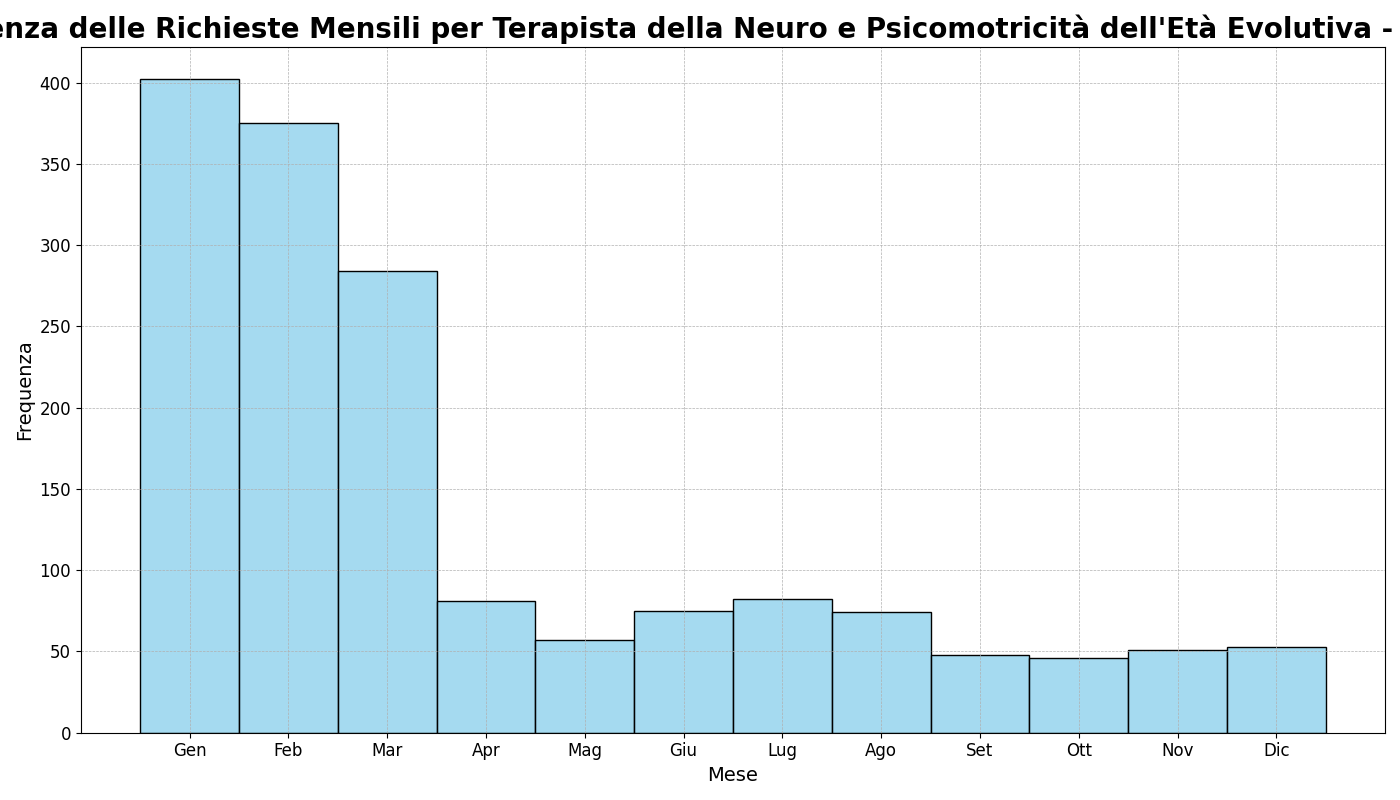 enza delle Richieste Mensili per Terapista della Neuro e Psicomotricità dell'Età Evolutiva -
400
350
300
250
200
150
100
50
0
Frequenza
Gen Feb Mar Apr Mag Giu Lug Ago Set Ott Nov Dic
Mese